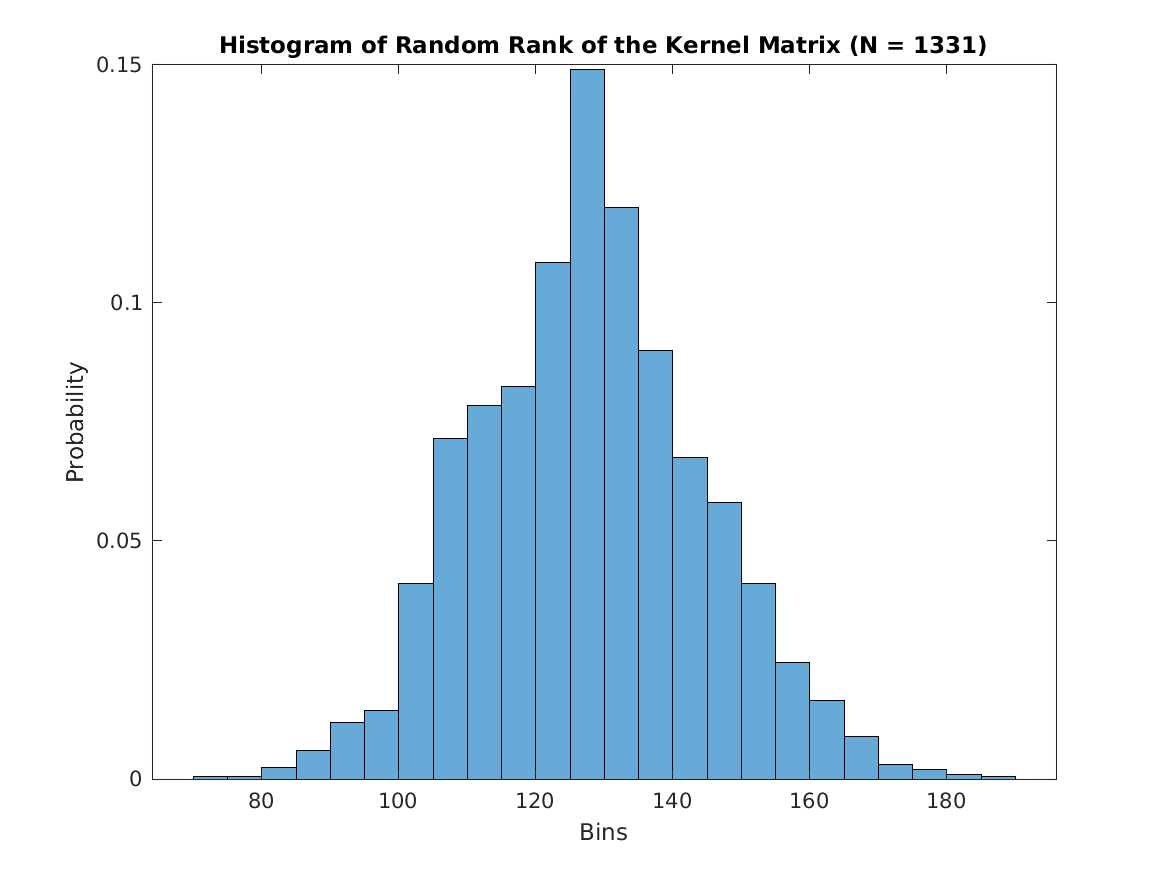 Histogram of Random Rank of the Kernel Matrix (N = 1331)
0.15
0.1
0.05
0
Probability
80 100 120 140 160 180
Bins